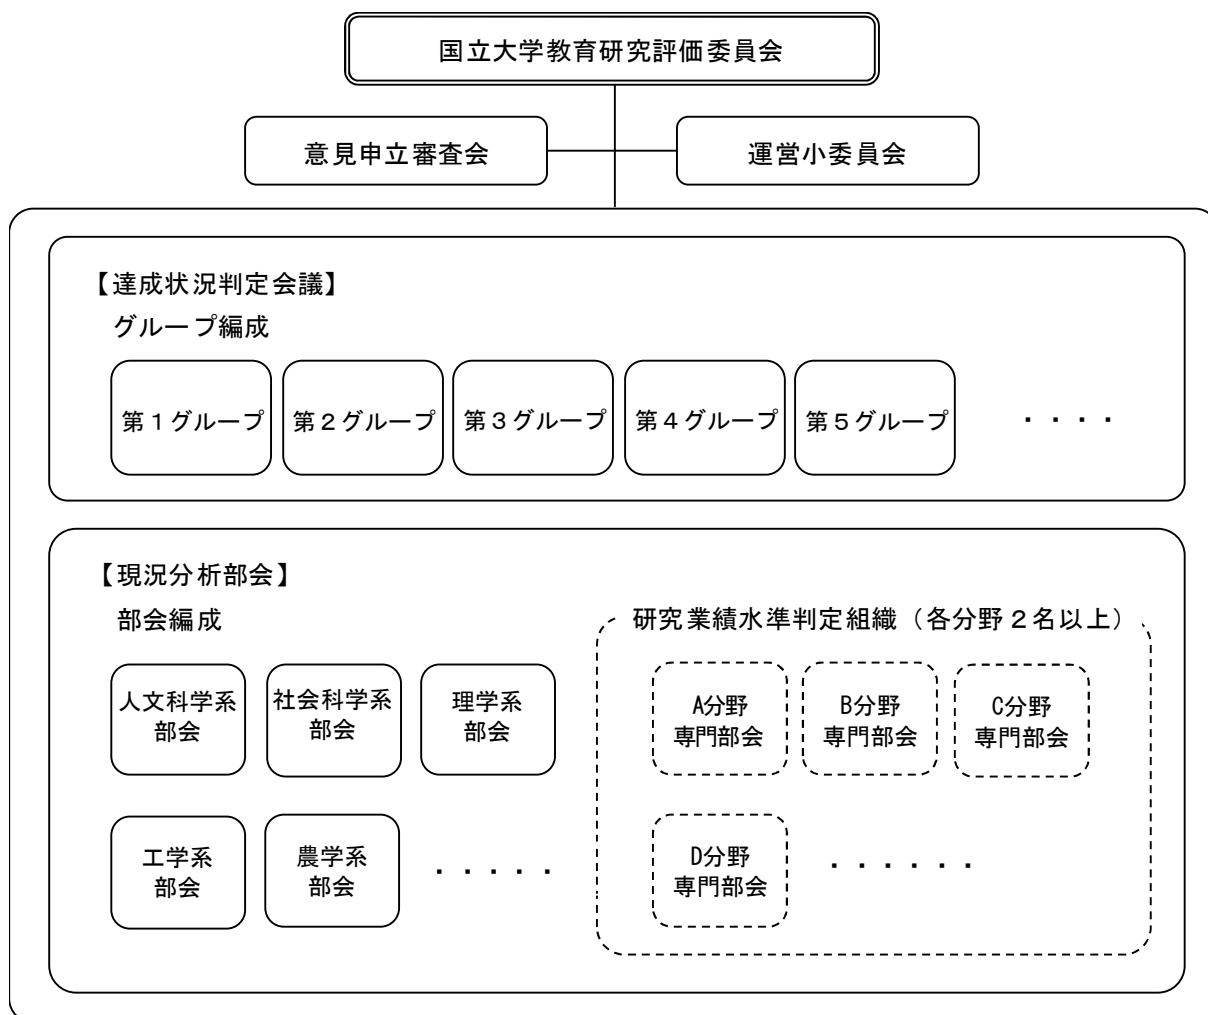 国立大学教育研究評価委員会
意見申立審査会
運営小委員会
【達成状況判定会議】
グループ編成
第１グループ
第２グループ
第３グループ
第４グループ
第５グループ
・・・・
【現況分析部会】
部会編成
人文科学系
部会
社会科学系
部会
理学系
部会
工学系
部会
農学系
部会
・・・・・
研究業績水準判定組織（各分野２名以上）
A分野
専門部会
B分野
専門部会
C分野
専門部会
D分野
専門部会
・・・・・・